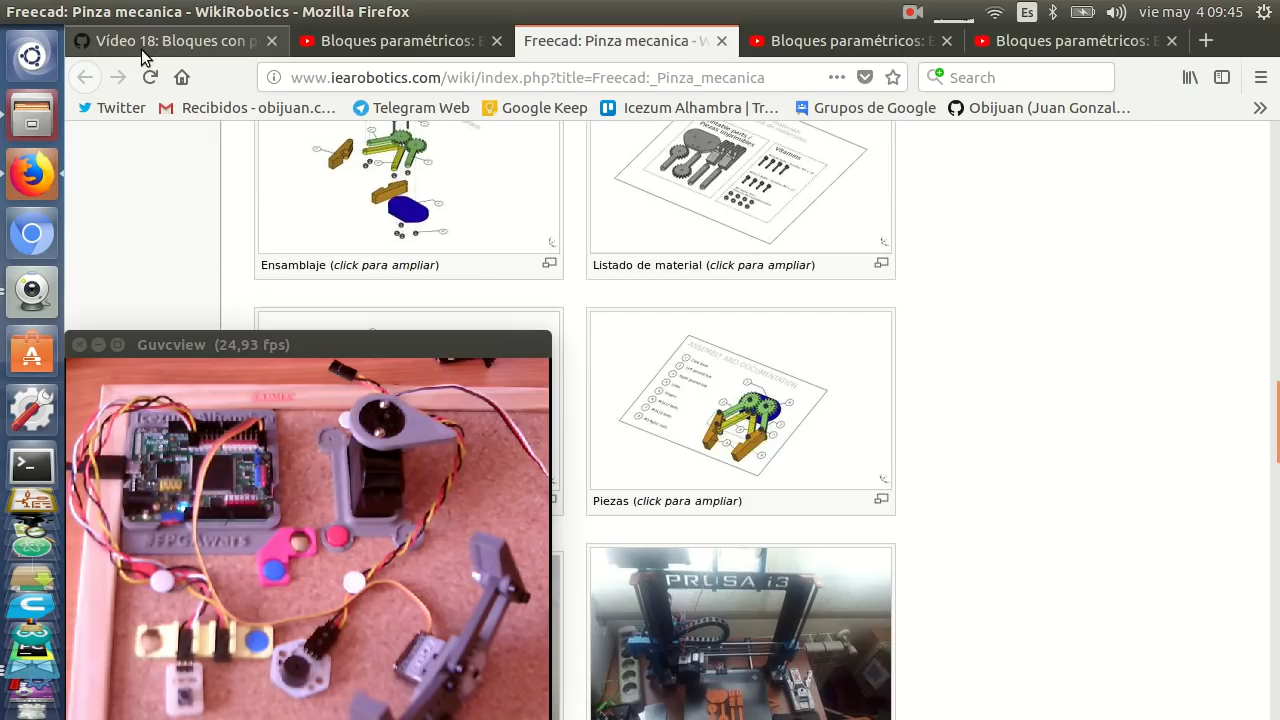 Freecad: Pinza mecanica - WikiRobotics - Mozilla Firefox
Es
vie may 4 09:45
Vídeo 18: Bloques con p
Bloques paramétricos: E
Freecad: Pinza mecanica - W
Bloques paramétricos: E
Bloques paramétricos: E
www.iearobotics.com/wiki/index.php?title=Freecad:_Pinza_mecanica
Search
Twitter
Recibidos - obijuan.c...
Telegram Web
Google Keep
Icezum Alhambra | Tr...
Grupos de Google
Obijuan (Juan Gonzal...
Piezas imprimibles
Vitamins
Ensamblaje (click para ampliar)
Listado de material (click para ampliar)
ASSEMBLY AND DOCUMENTATION
Piezas (click para ampliar)
Guvcview (24,93 fps)
#FPGAwars
PRUSA i3